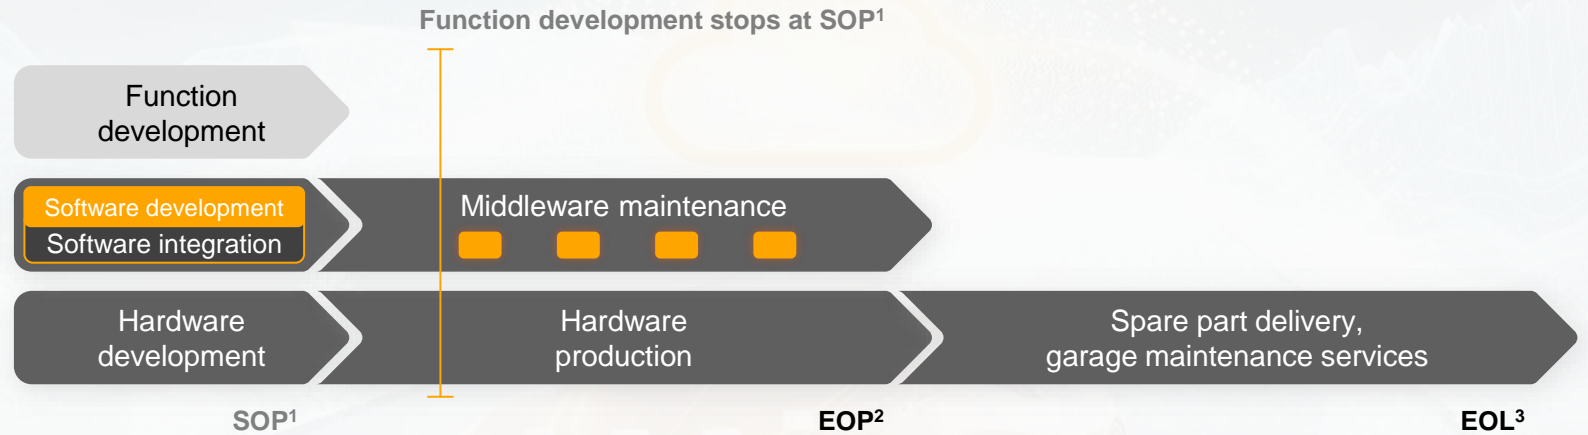 Function development stops at SOP¹
Function
development
Software development
Software integration
Middleware maintenance
Hardware
development
Hardware
production
Spare part delivery,
garage maintenance services
SOP¹
EOP²
EOL³